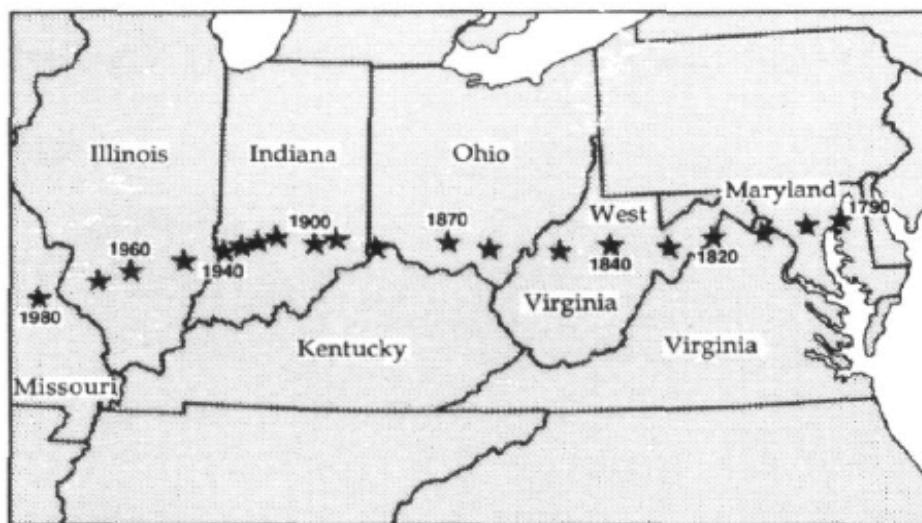 Illinois
Indiana
Ohio
Maryland
1790
West
1900
1870
1960
1940
1840
1820
1980
Virginia
Kentucky
Virginia
Missouri